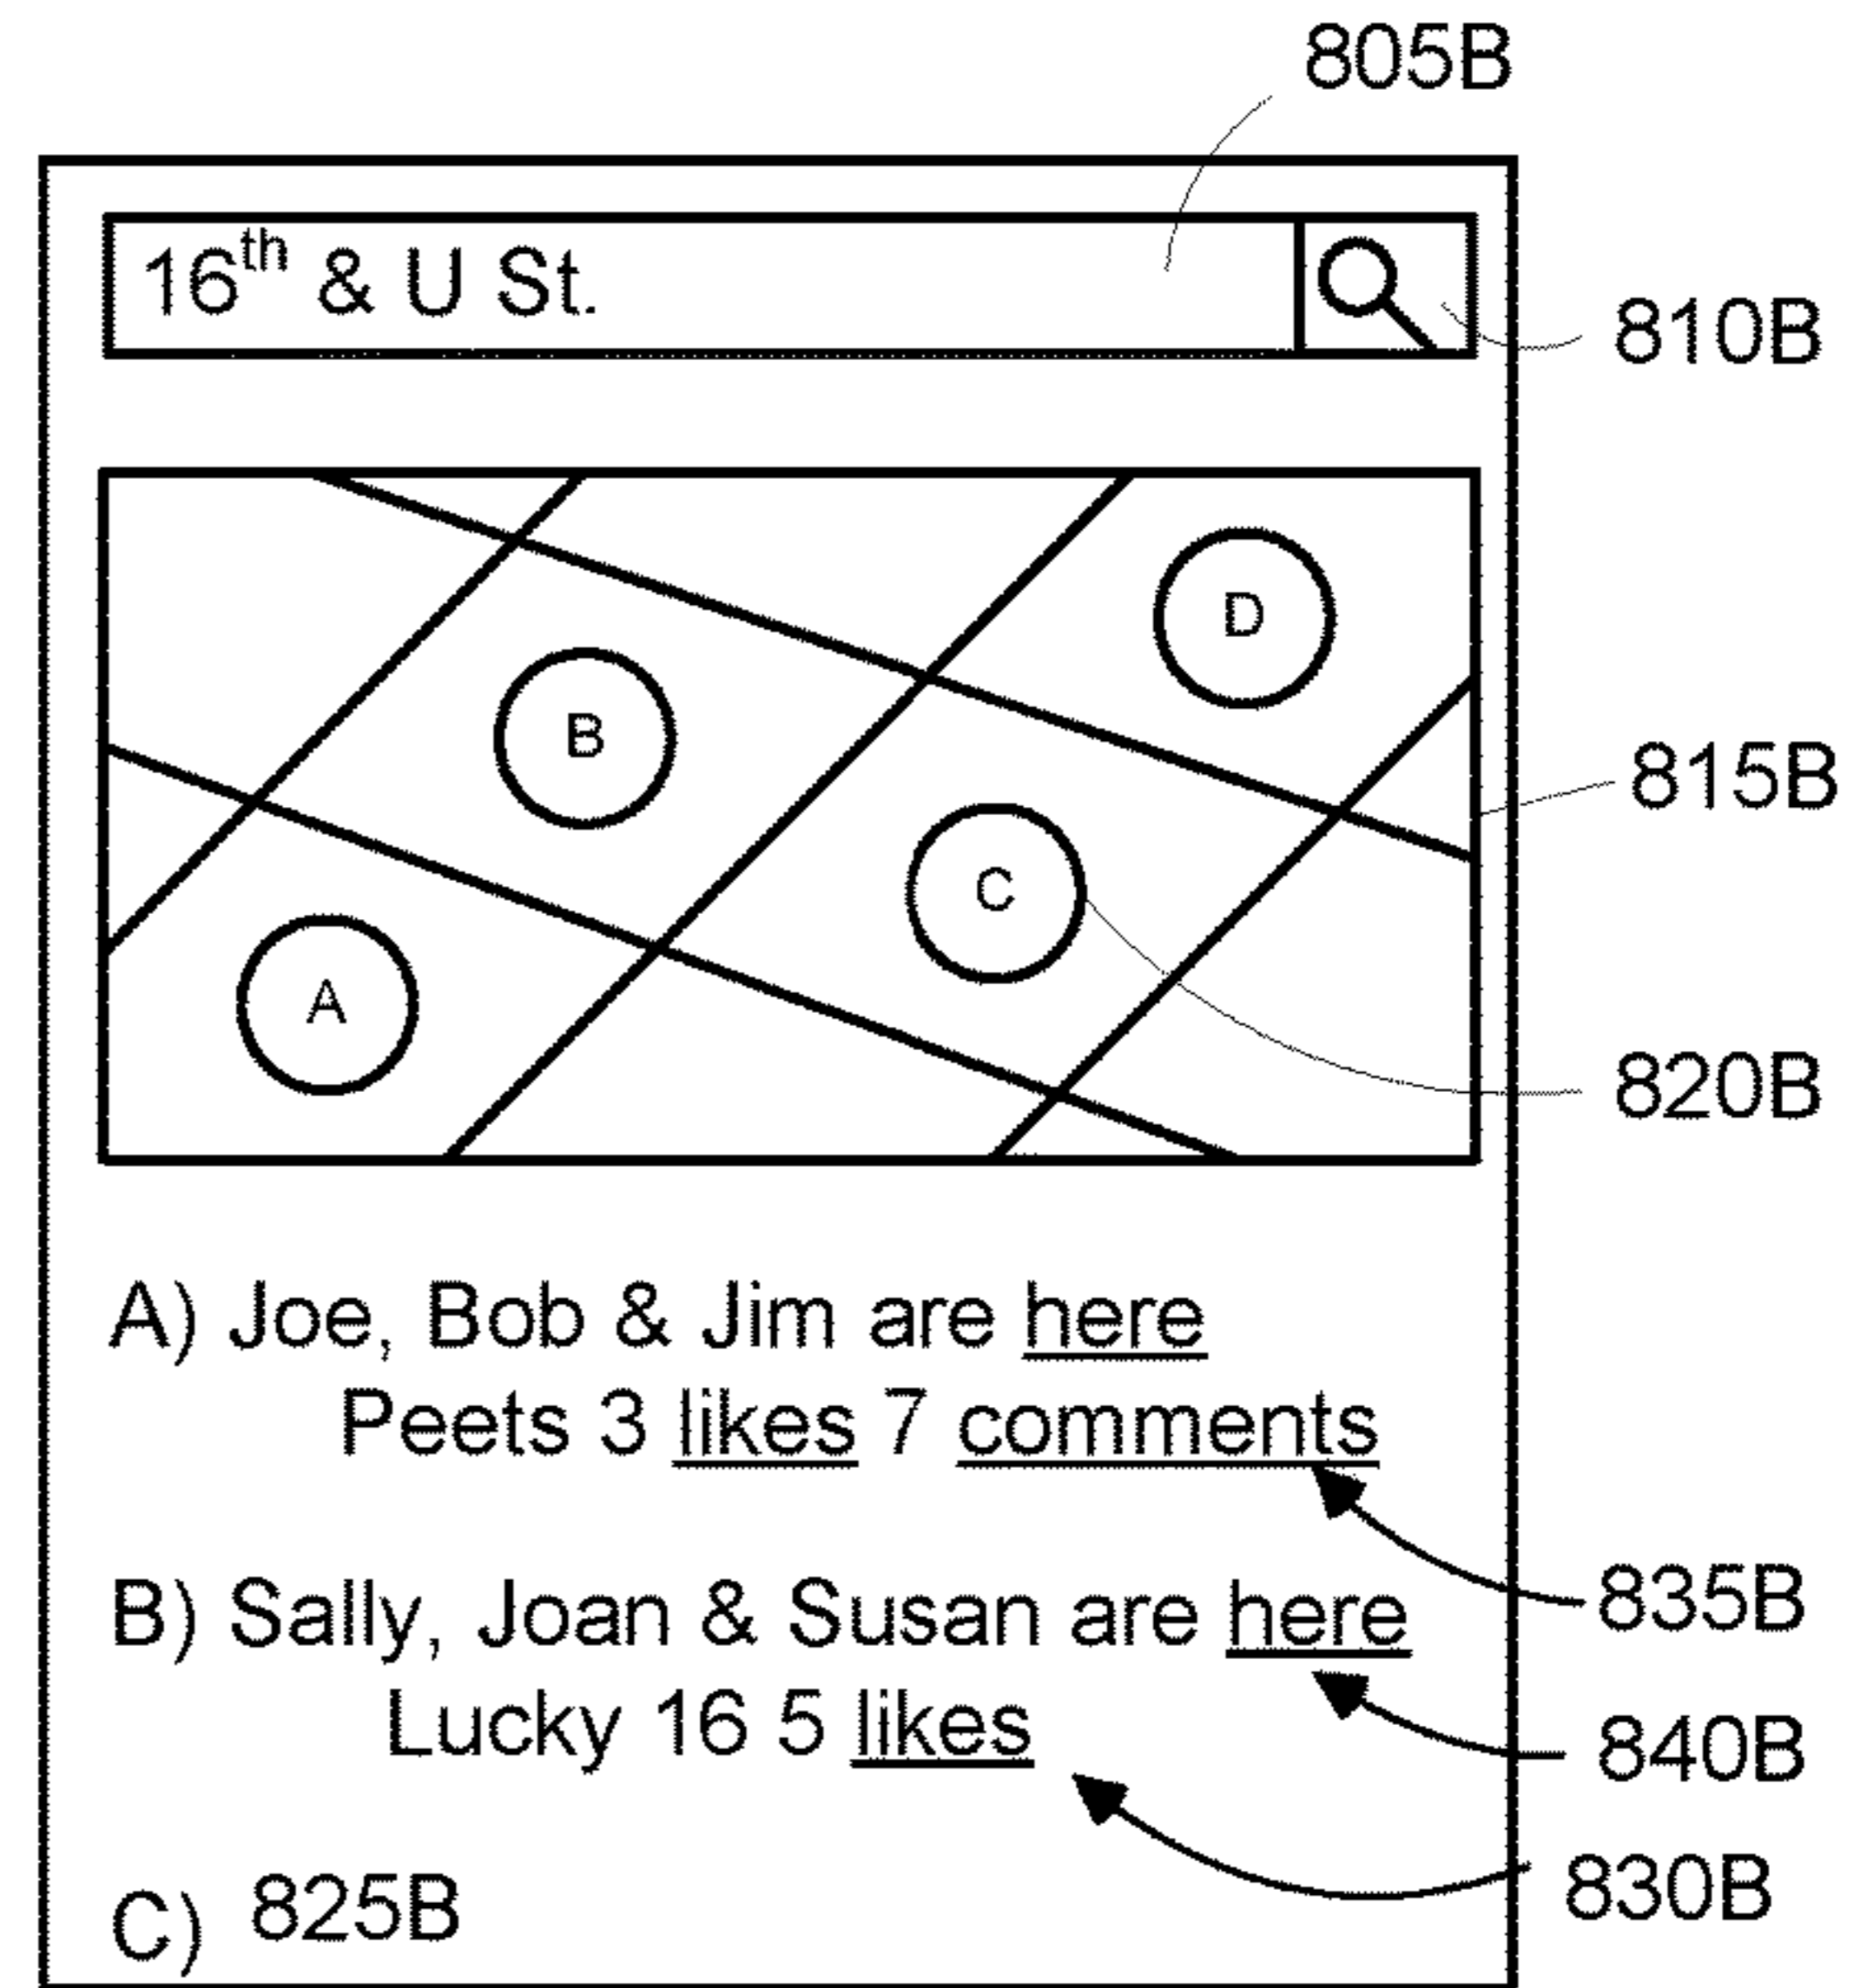 805B
16th & U St.
810B
D
B
815B
C
A
820B
A) Joe, Bob & Jim are here
Peets 3 likes 7 comments
835B
B) Sally, Joan & Susan are here
Lucky 16 5 likes
840B
830B
C) 825B